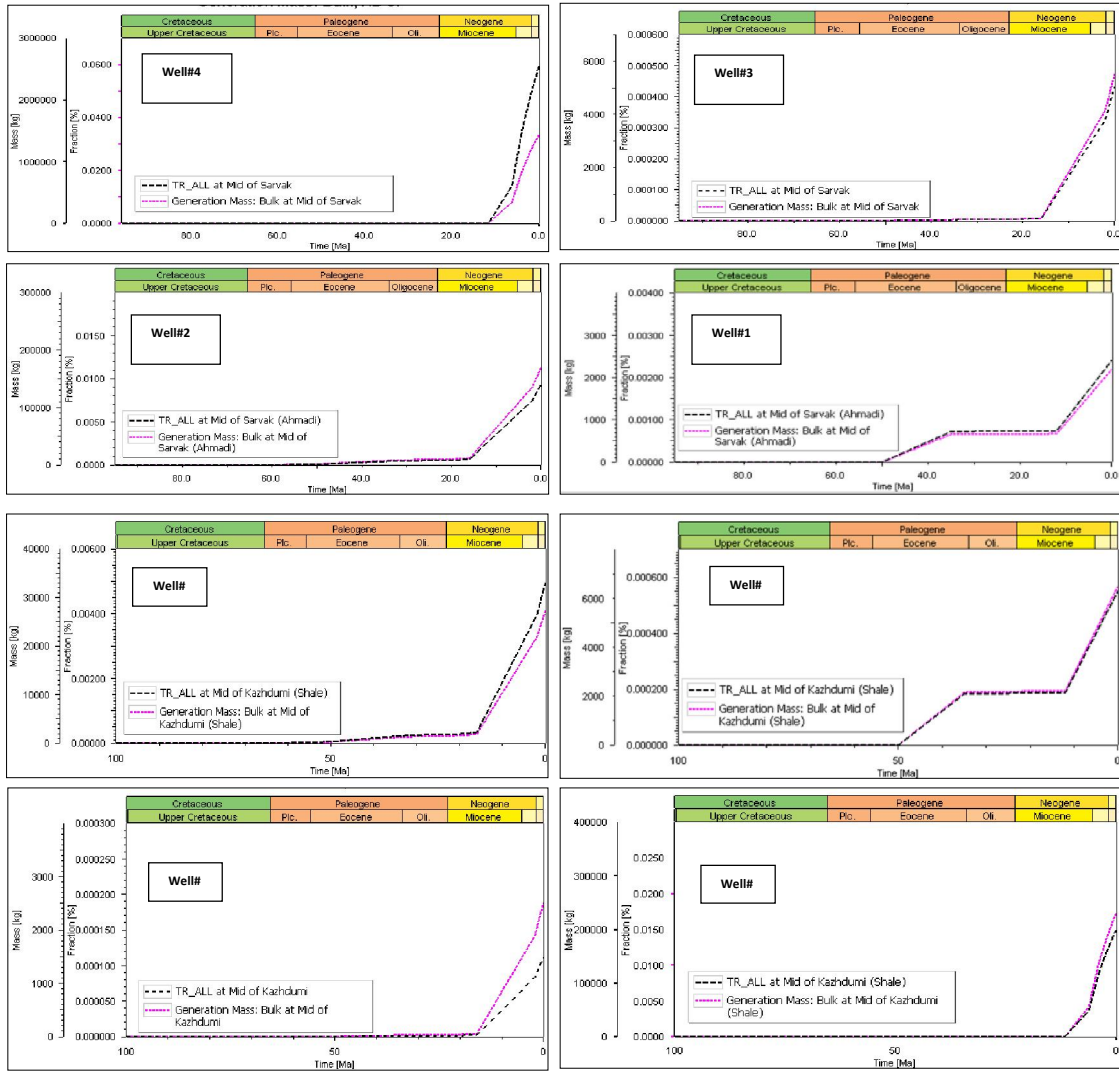 Cretaceous Paleogene Neogene
Upper Cretaceous Plc. Eocene Oli. Miocene
3000000
2000000
1000000
0
Mass [kg]
0.0600
0.0400
0.0200
0.0000
Fraction [%]
Well#4
TR_ALL at Mid of Sarvak
Generation Mass: Bulk at Mid of Sarvak
80.0 60.0 40.0 20.0 0.0
Time [Ma]
Cretaceous Paleogene Neogene
Upper Cretaceous Plc. Eocene Oligocene Miocene
6000
4000
2000
0
Mass [kg]
0.000600
0.000500
0.000400
0.000300
0.000200
0.000100
0.000000
Fraction [%]
Well#3
TR_ALL at Mid of Sarvak
Generation Mass: Bulk at Mid of Sarvak
80.0 60.0 40.0 20.0 0.0
Time [Ma]
Cretaceous Paleogene Neogene
Upper Cretaceous Plc. Eocene Oligocene Miocene
300000
200000
100000
0
Mass [kg]
0.0150
0.0100
0.0050
0.0000
Fraction [%]
Well#2
TR_ALL at Mid of Sarvak (Ahmadi)
Generation Mass: Bulk at Mid of
Sarvak (Ahmadi)
80.0 60.0 40.0 20.0 0.0
Time [Ma]
Cretaceous Paleogene Neogene
Upper Cretaceous Plc. Eocene Oligocene Miocene
3000
2000
1000
0
Mass [kg]
0.00400
0.00300
0.00200
0.00100
0.00000
Fraction [%]
Well#1
TR_ALL at Mid of Sarvak (Ahmadi)
Generation Mass: Bulk at Mid of
Sarvak (Ahmadi)
80.0 60.0 40.0 20.0 0.0
Time [Ma]
Cretaceous Paleogene Neogene
Upper Cretaceous Plc. Eocene Oli. Miocene
40000
30000
20000
10000
0
Mass [kg]
0.00600
0.00400
0.00200
0.00000
Fraction [%]
Well#
TR_ALL at Mid of Kazhdumi (Shale)
Generation Mass: Bulk at Mid of
Kazhdumi (Shale)
100 50 0
Time [Ma]
Cretaceous Paleogene Neogene
Upper Cretaceous Plc. Eocene Oli. Miocene
6000
4000
2000
0
Mass [kg]
0.000600
0.000400
0.000200
0.000000
Fraction [%]
Well#
TR_ALL at Mid of Kazhdumi (Shale)
Generation Mass: Bulk at Mid of
Kazhdumi (Shale)
100 50 0
Time [Ma]
Cretaceous Paleogene Neogene
Upper Cretaceous Plc. Eocene Oli. Miocene
3000
2000
1000
0
Mass [kg]
0.000300
0.000250
0.000200
0.000150
0.000100
0.000050
0.000000
Fraction [%]
Well#
TR_ALL at Mid of Kazhdumi
Generation Mass: Bulk at Mid of
Kazhdumi
100 50 0
Time [Ma]
Cretaceous Paleogene Neogene
Upper Cretaceous Plc. Eocene Oli. Miocene
400000
300000
200000
100000
0
Mass [kg]
0.0250
0.0200
0.0150
0.0100
0.0050
0.0000
Fraction [%]
Well#
TR_ALL at Mid of Kazhdumi (Shale)
Generation Mass: Bulk at Mid of Kazhdumi
(Shale)
100 50 0
Time [Ma]